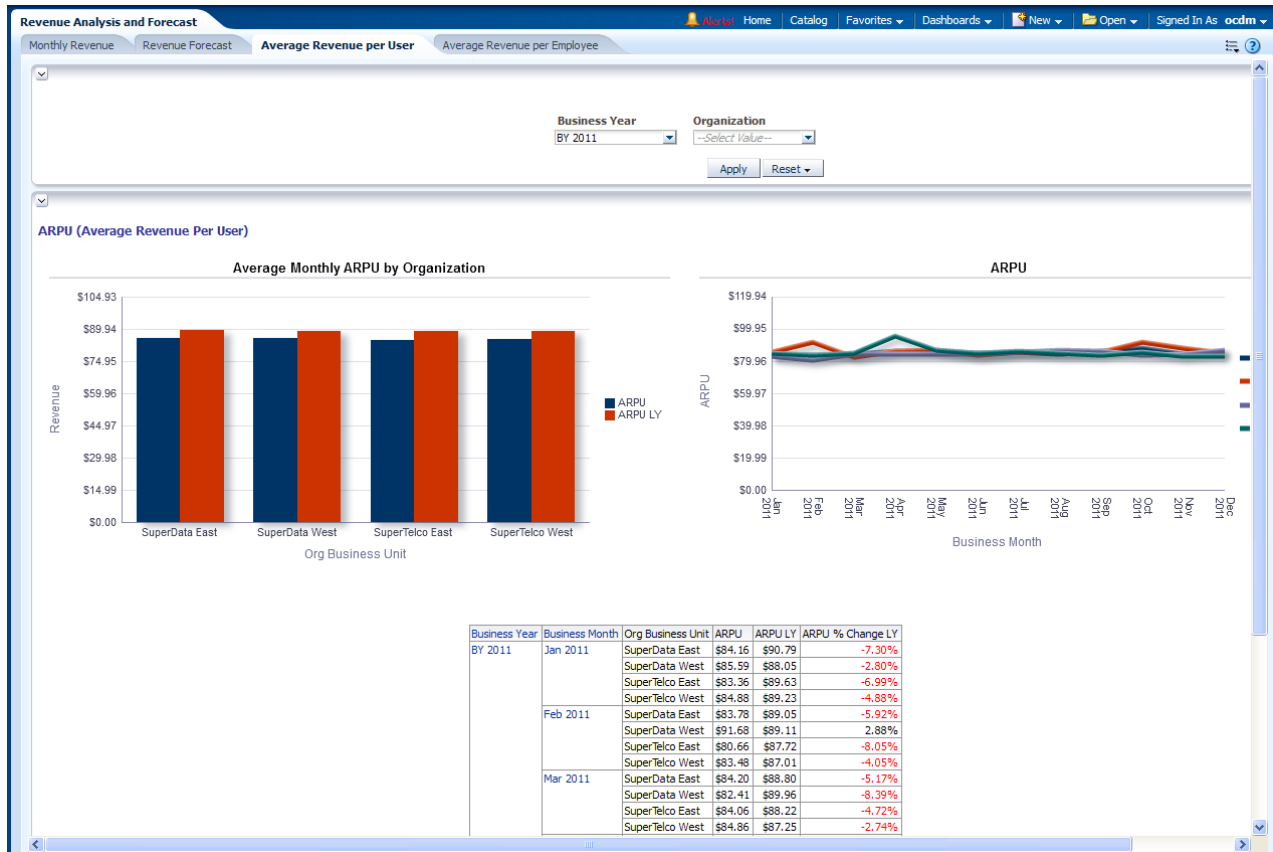 Revenue Analysis and Forecast
Alerts! Home Catalog Favorites Dashboards New Open Signed In As ocdm
Monthly Revenue Revenue Forecast Average Revenue per User Average Revenue per Employee
Business Year Organization
BY 2011 --Select Value--
Apply Reset
ARPU (Average Revenue Per User)
Average Monthly ARPU by Organization
$104.93
$89.94
$74.95
$59.96
$44.97
$29.98
$14.99
$0.00
Revenue
SuperData East SuperData West SuperTelco East SuperTelco West
Org Business Unit
ARPU
ARPU LY
ARPU
$119.94
$99.95
$79.96
$59.97
$39.98
$19.99
$0.00
ARPU
Jan 2011 Feb 2011 Mar 2011 Apr 2011 May 2011 Jun 2011 Jul 2011 Aug 2011 Sep 2011 Oct 2011 Nov 2011 Dec 2011
Business Month
Business Year Business Month Org Business Unit ARPU ARPU LY ARPU % Change LY
BY 2011 Jan 2011 SuperData East $84.16 $90.79 -7.30%
SuperData West $85.59 $88.05 -2.80%
SuperTelco East $83.36 $89.63 -6.99%
SuperTelco West $84.88 $89.23 -4.88%
Feb 2011 SuperData East $83.78 $89.05 -5.92%
SuperData West $91.68 $89.11 2.88%
SuperTelco East $80.66 $87.72 -8.05%
SuperTelco West $83.48 $87.01 -4.05%
Mar 2011 SuperData East $84.20 $88.80 -5.17%
SuperData West $82.41 $89.96 -8.39%
SuperTelco East $84.06 $88.22 -4.72%
SuperTelco West $84.86 $87.25 -2.74%